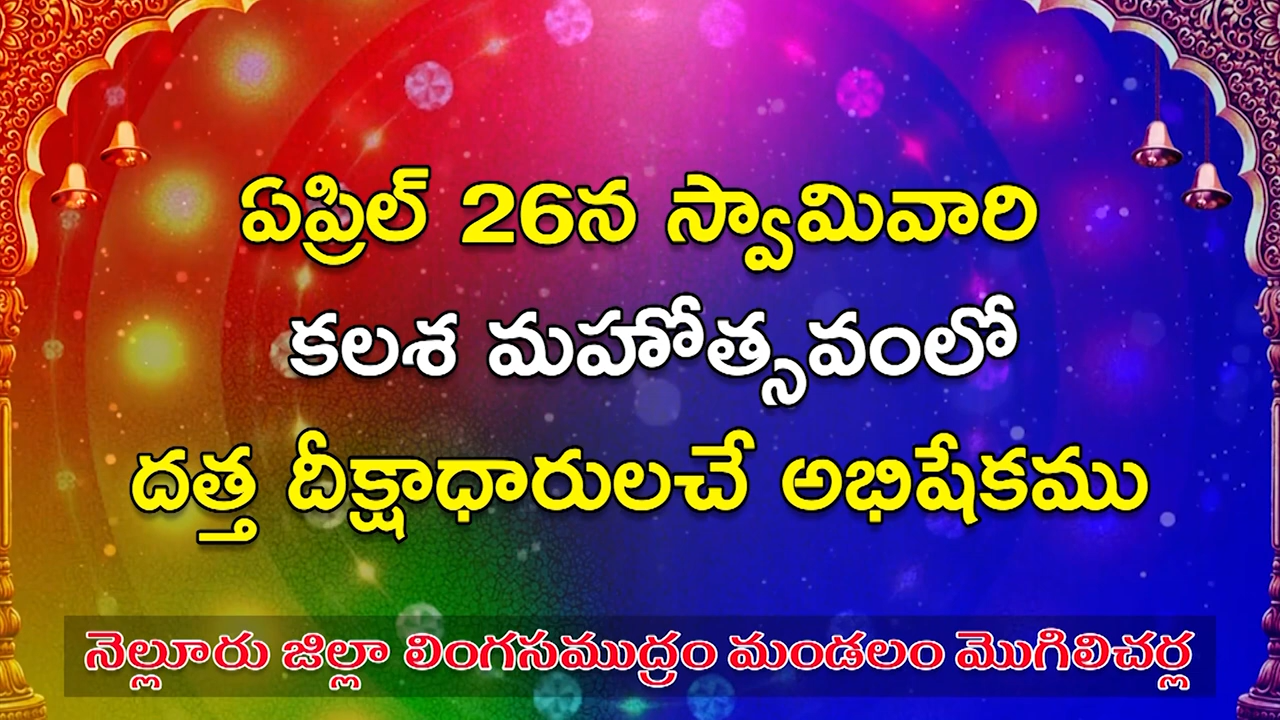 ఏప్రిల్ 26న స్వామివారి
కలశ మహోత్సవంలో
దత్త దీక్షాధారులచే అభిషేకము
నెల్లూరు జిల్లా లింగసముద్రం మండలం మొగిలిచర్ల